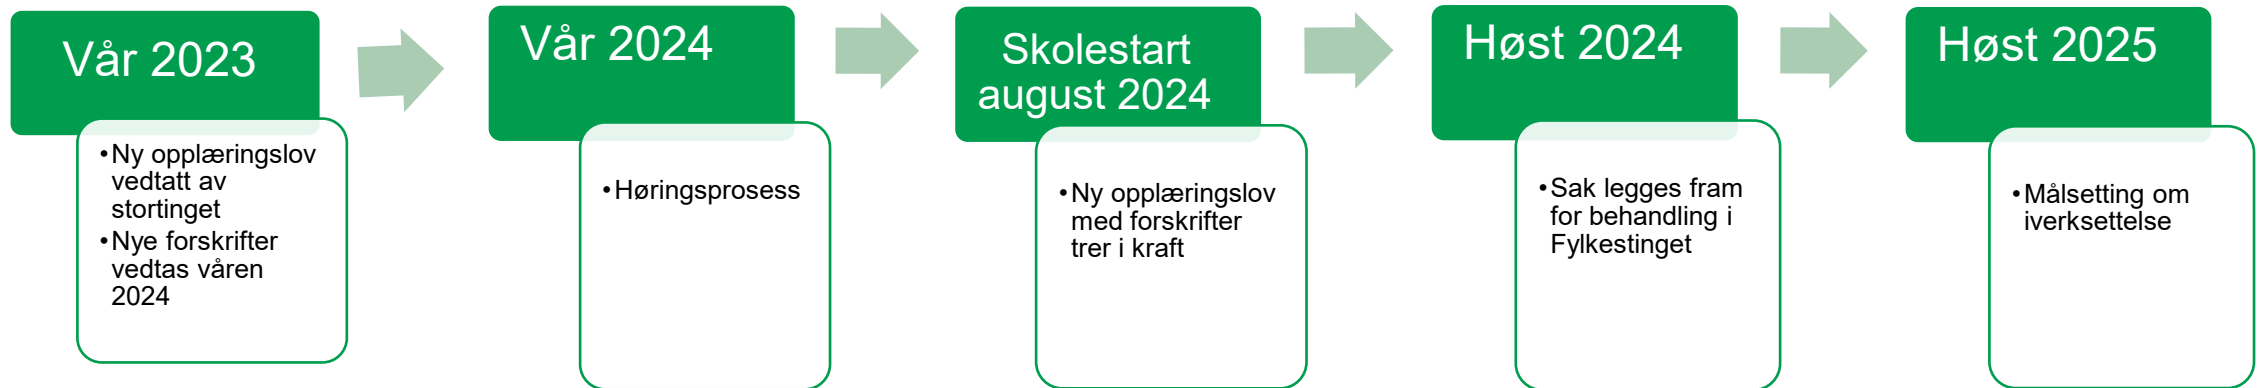 Vår 2023
•Ny opplæringslov
vedtatt av
stortinget
•Nye forskrifter
vedtas våren
2024
Vår 2024
•Høringsprosess
Skolestart
august 2024
•Ny opplæringslov
med forskrifter
trer i kraft
Høst 2024
•Sak legges fram
for behandling i
Fylkestinget
Høst 2025
•Målsetting om
iverksettelse